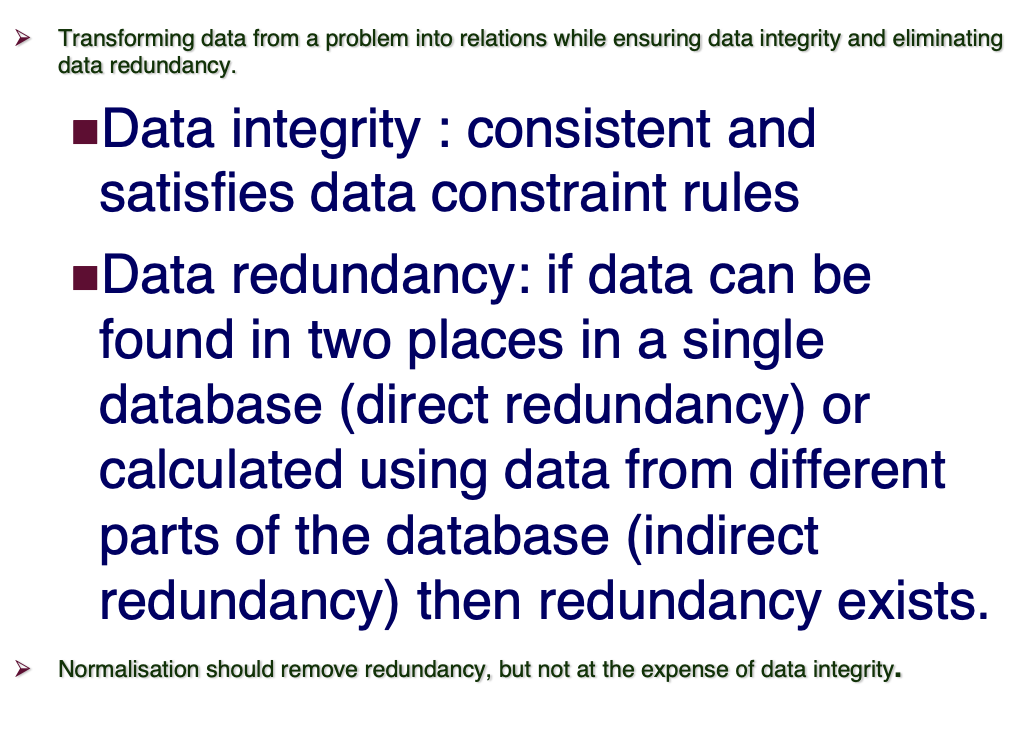 Transforming data from a problem into relations while ensuring data integrity and eliminating
data redundancy.
Data integrity : consistent and
satisfies data constraint rules
Data redundancy: if data can be
found in two places in a single
database (direct redundancy) or
calculated using data from different
parts of the database (indirect
redundancy) then redundancy exists.
Normalisation should remove redundancy, but not at the expense of data integrity.